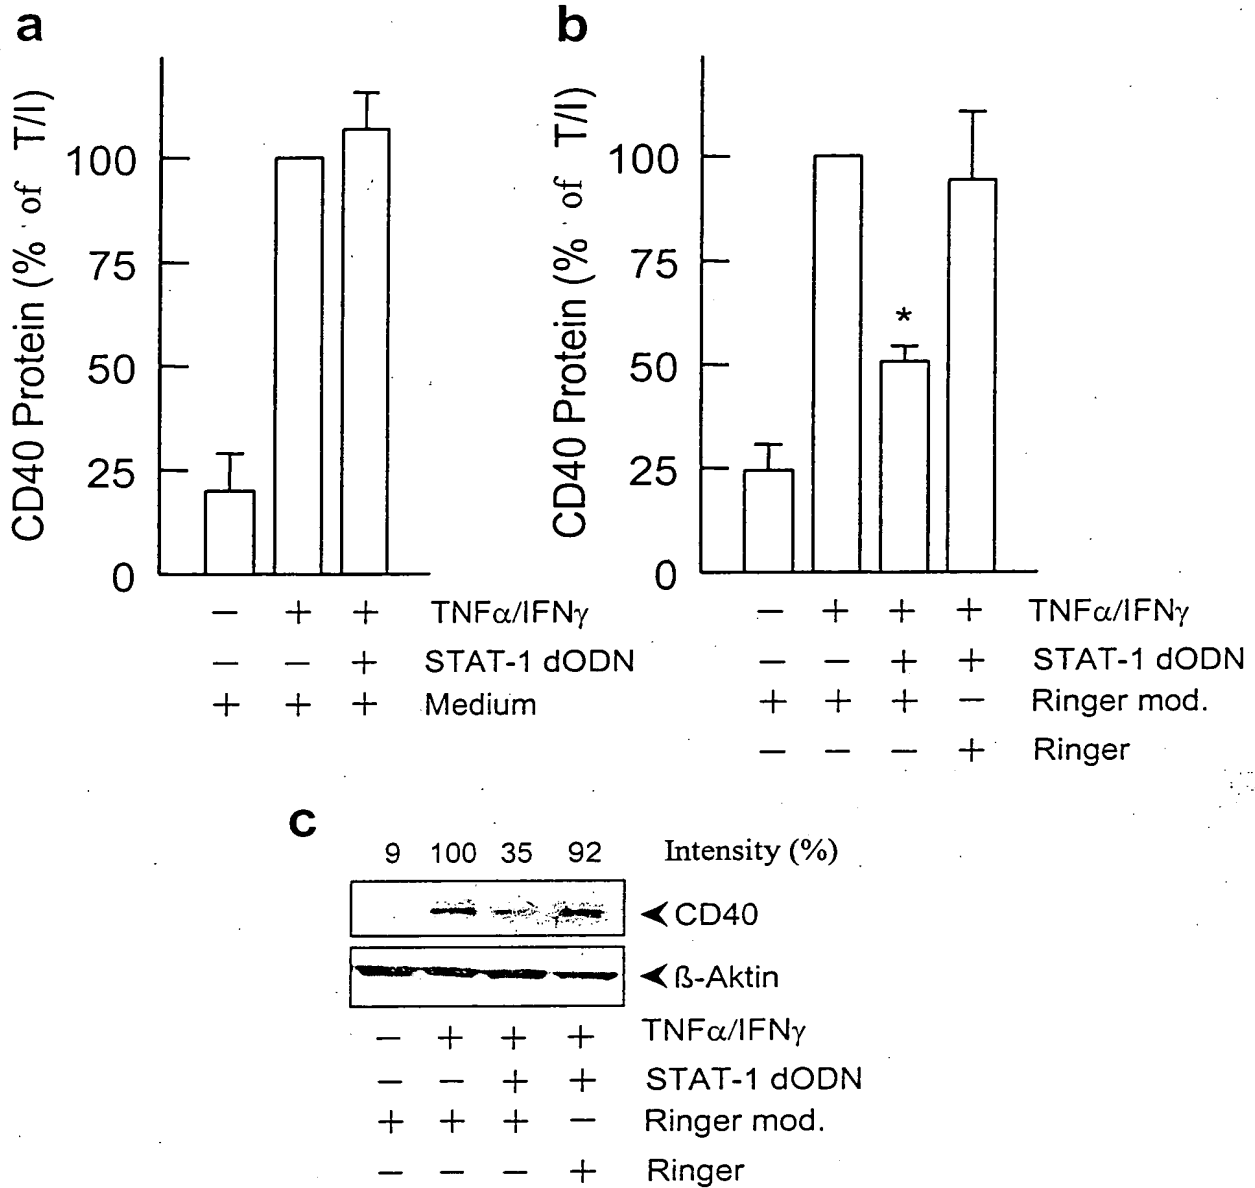 a
CD40 Protein (% of T/I)
100
75
50
25
0
− + + TNFα/IFNγ
− − + STAT-1 dODN
+ + + Medium
b
CD40 Protein (% of T/I)
100
75
50
25
0
*
− + + + TNFα/IFNγ
− − + + STAT-1 dODN
+ + + − Ringer mod.
− − − + Ringer
c
9 100 35 92 Intensity (%)
CD40
ß-Aktin
− + + + TNFα/IFNγ
− − + + STAT-1 dODN
+ + + − Ringer mod.
− − − + Ringer